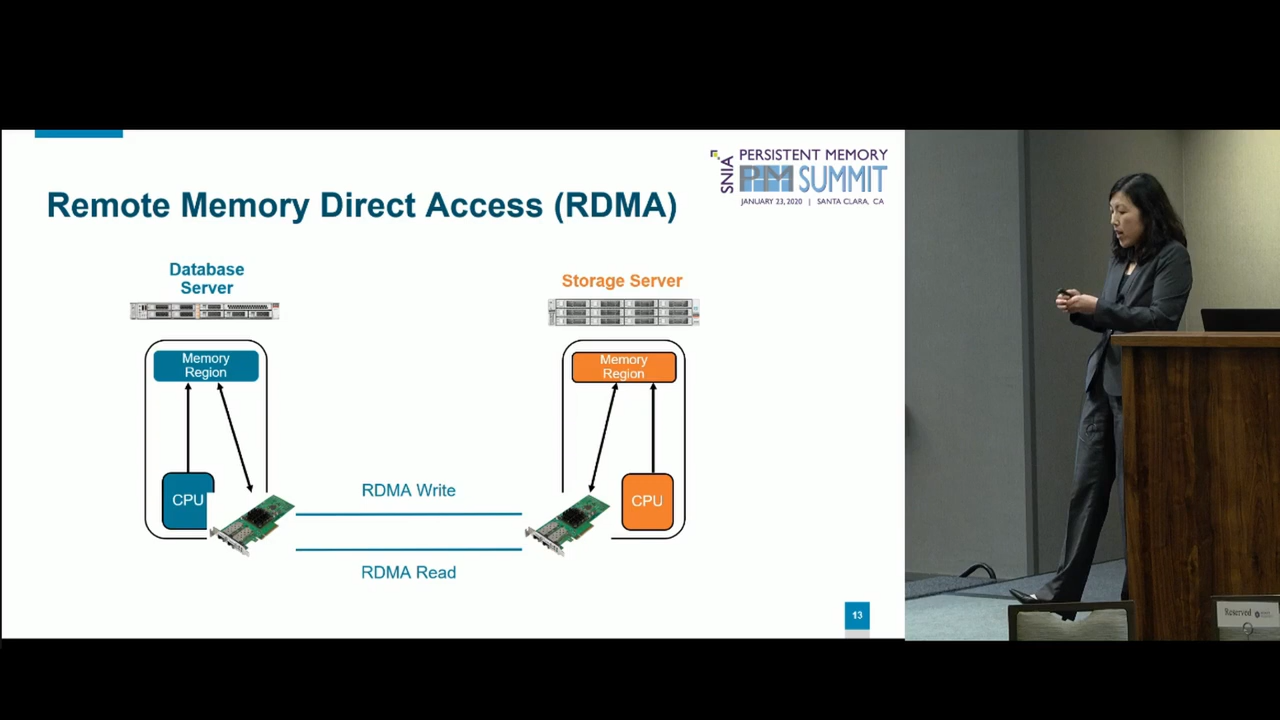 SNIA
PERSISTENT MEMORY
PM SUMMIT
JANUARY 23, 2020 | SANTA CLARA, CA
Remote Memory Direct Access (RDMA)
Database
Server
Storage Server
Memory
Region
Memory
Region
CPU
CPU
RDMA Write
RDMA Read
13
Reserved